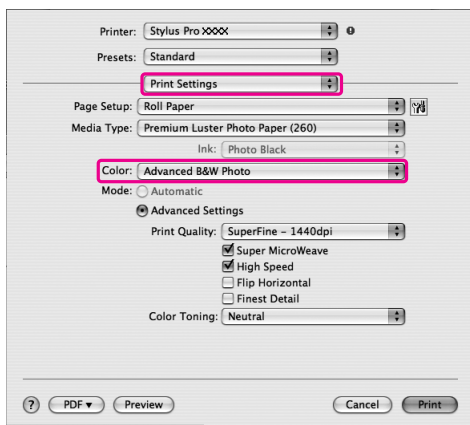 Printer: Stylus Pro XXXX
Presets: Standard
Print Settings
Page Setup: Roll Paper
Media Type: Premium Luster Photo Paper (260)
Ink: Photo Black
Color: Advanced B&W Photo
Mode: Automatic
Advanced Settings
Print Quality: SuperFine – 1440dpi
Super MicroWeave
High Speed
Flip Horizontal
Finest Detail
Color Toning: Neutral
? PDF Preview Cancel Print